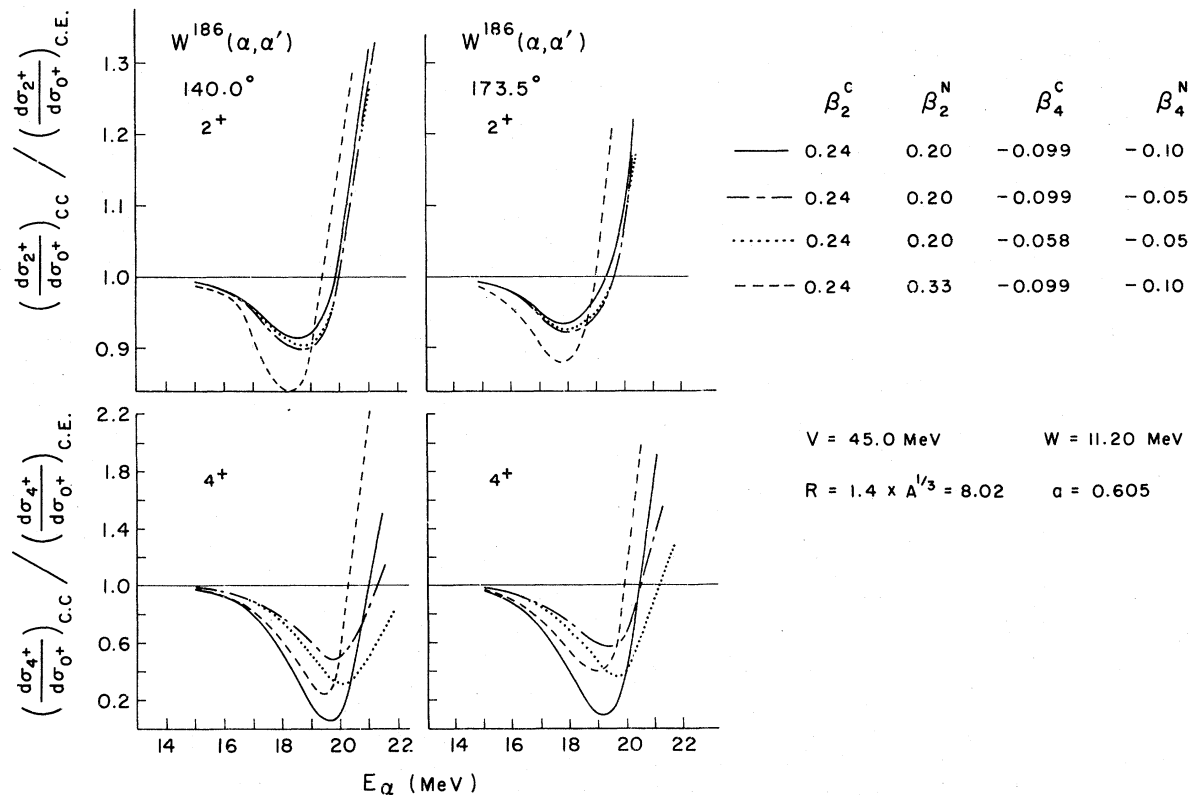 W¹⁸⁶(α,α′)
140.0°
2⁺
W¹⁸⁶(α,α′)
173.5°
2⁺
(dσ₂⁺/dσ₀⁺)CC / (dσ₂⁺/dσ₀⁺)C.E.
1.3
1.2
1.1
1.0
0.9
β₂ᶜ β₂ᴺ β₄ᶜ β₄ᴺ
0.24 0.20 −0.099 −0.10
0.24 0.20 −0.099 −0.05
0.24 0.20 −0.058 −0.05
0.24 0.33 −0.099 −0.10
(dσ₄⁺/dσ₀⁺)C.C / (dσ₄⁺/dσ₀⁺)C.E.
2.2
1.8
1.4
1.0
0.6
0.2
4⁺
4⁺
V = 45.0 MeV W = 11.20 MeV
R = 1.4 x A^1/3 = 8.02 a = 0.605
14 16 18 20 22
14 16 18 20 22
Eα (MeV)